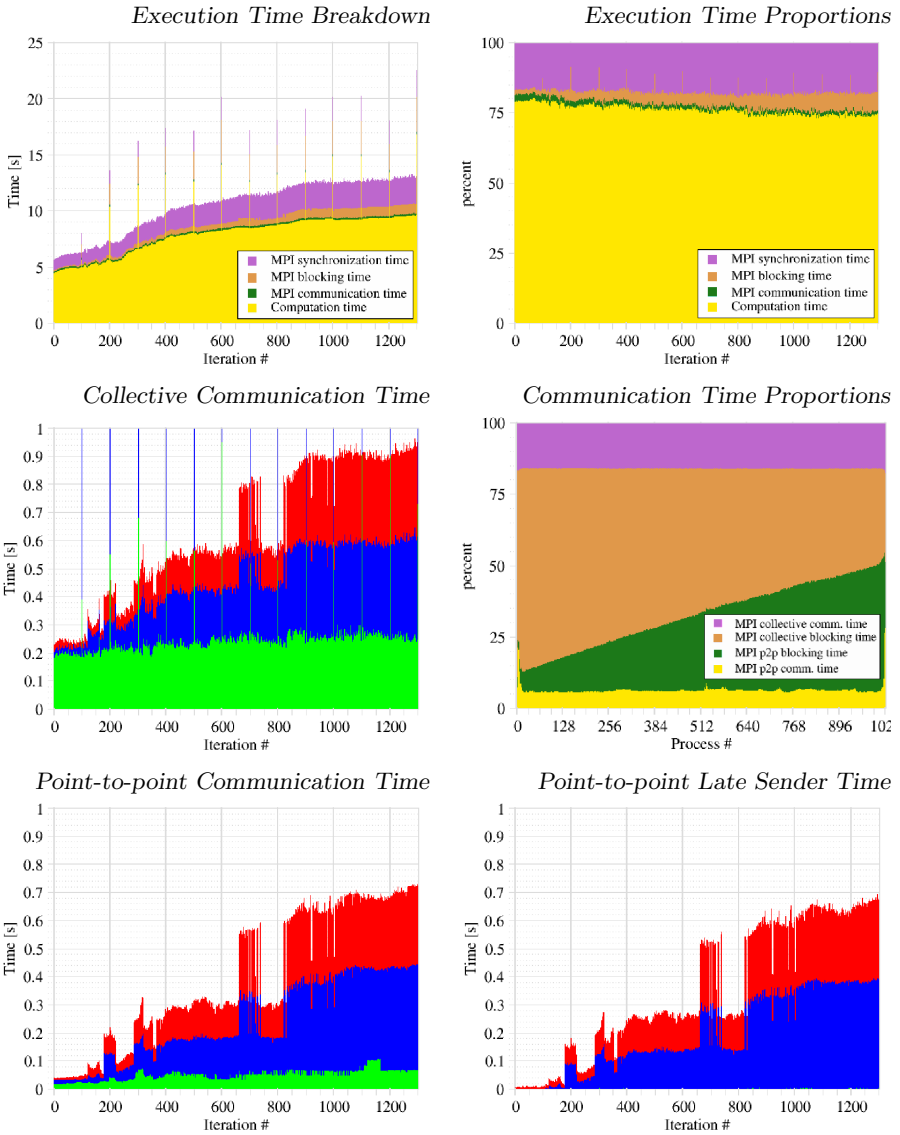 Execution Time Breakdown
25
20
15
10
5
0
Time [s]
MPI synchronization time
MPI blocking time
MPI communication time
Computation time
0 200 400 600 800 1000 1200
Iteration #
Execution Time Proportions
100
75
50
25
0
percent
MPI synchronization time
MPI blocking time
MPI communication time
Computation time
0 200 400 600 800 1000 1200
Iteration #
Collective Communication Time
1
0.9
0.8
0.7
0.6
0.5
0.4
0.3
0.2
0.1
0
Time [s]
0 200 400 600 800 1000 1200
Iteration #
Communication Time Proportions
100
75
50
25
0
percent
MPI collective comm. time
MPI collective blocking time
MPI p2p blocking time
MPI p2p comm. time
0 128 256 384 512 640 768 896 102
Process #
Point-to-point Communication Time
1
0.9
0.8
0.7
0.6
0.5
0.4
0.3
0.2
0.1
0
Time [s]
0 200 400 600 800 1000 1200
Iteration #
Point-to-point Late Sender Time
1
0.9
0.8
0.7
0.6
0.5
0.4
0.3
0.2
0.1
0
Time [s]
0 200 400 600 800 1000 1200
Iteration #